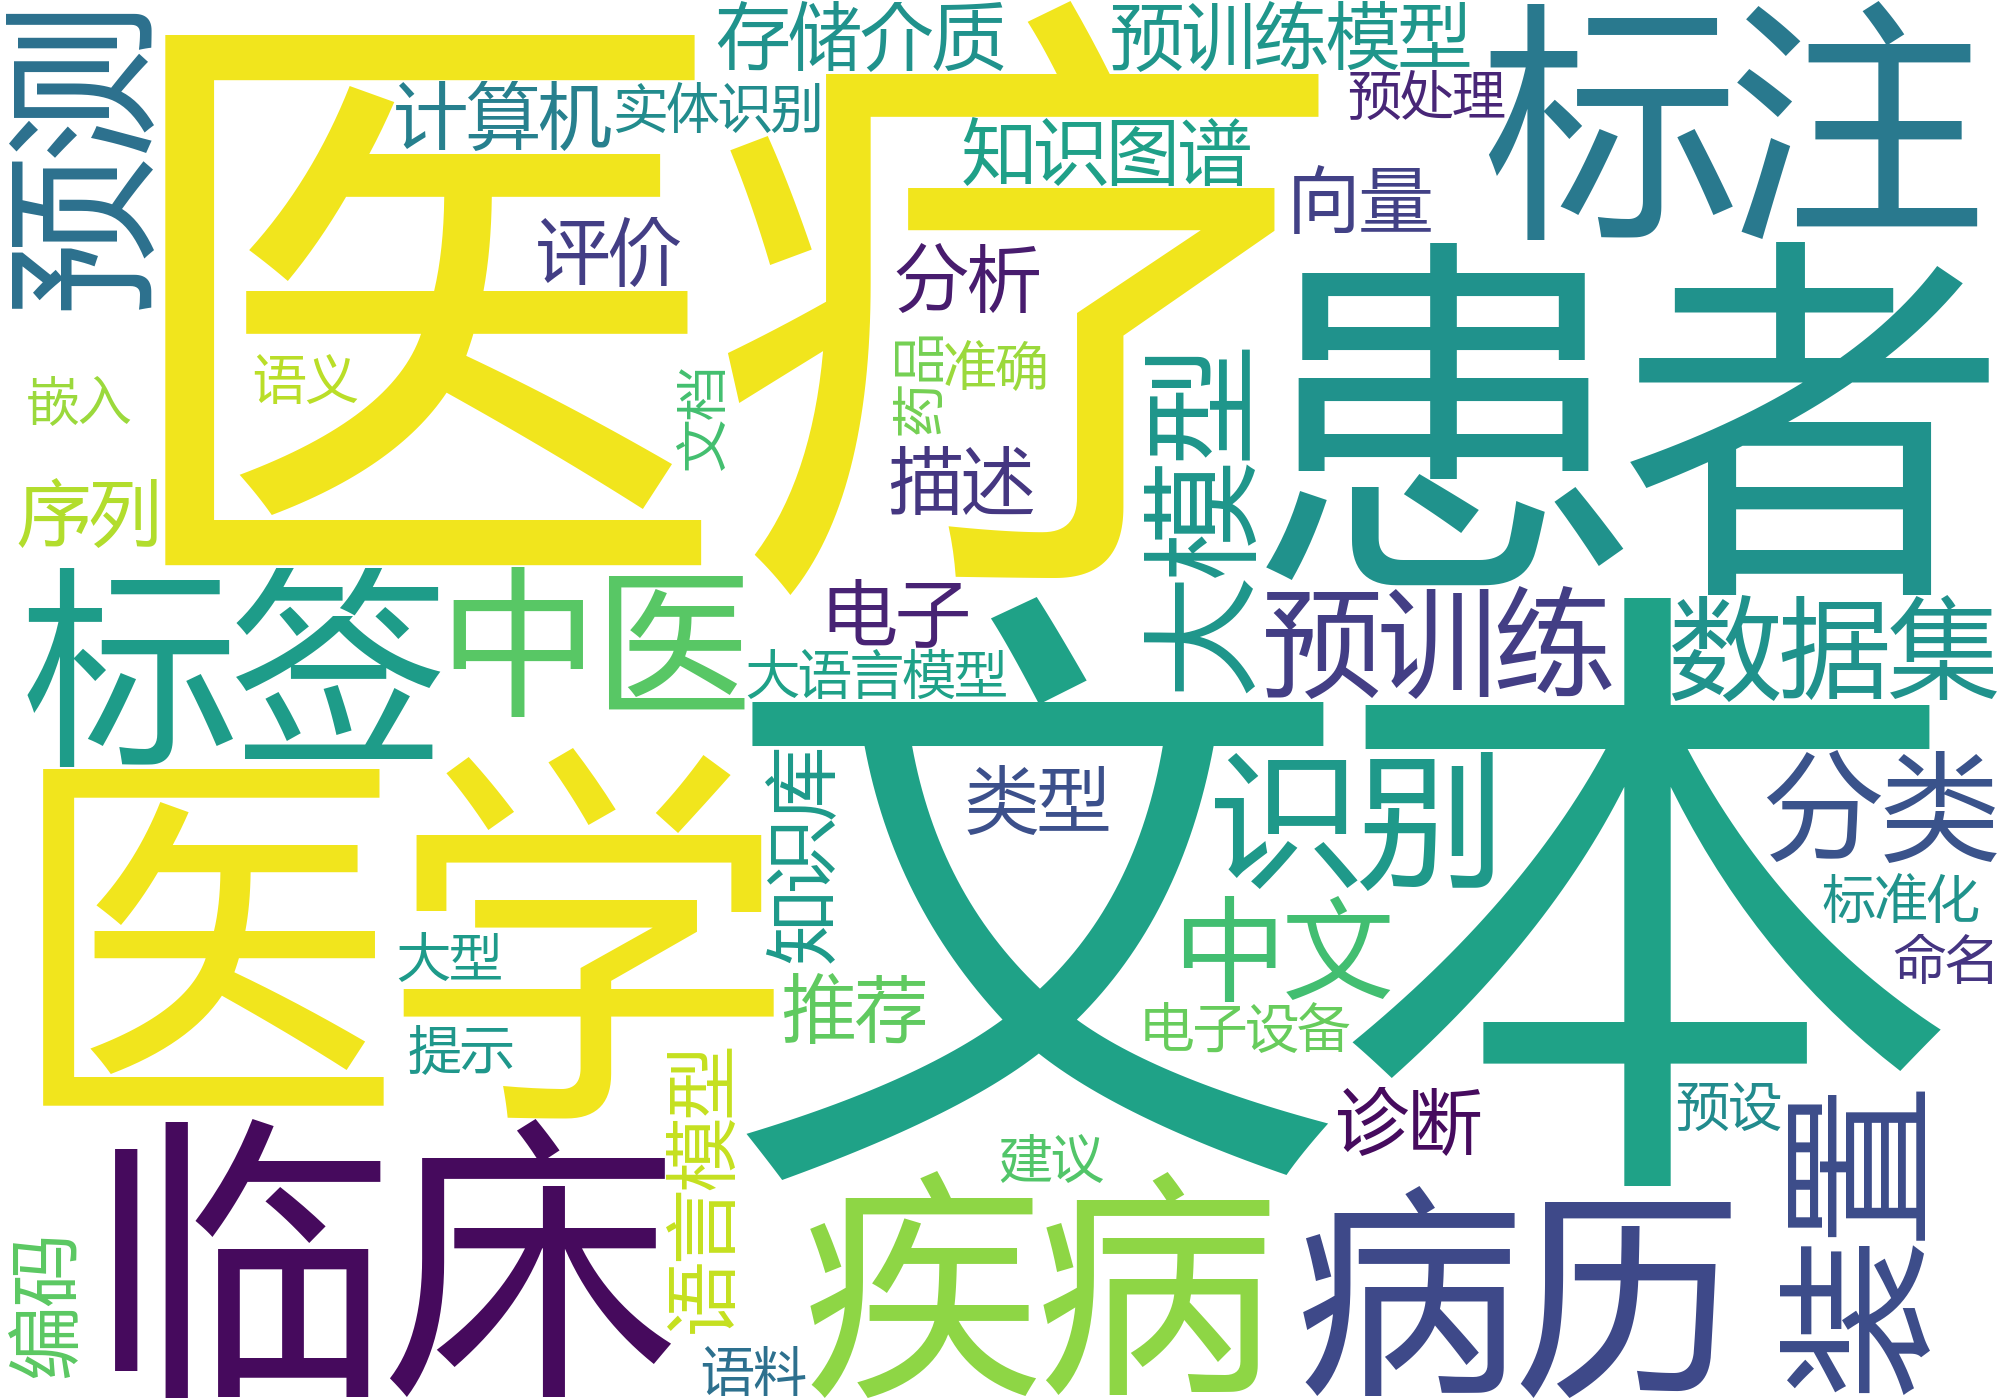 预测
医疗
存储介质
预训练模型
标注
计算机
实体识别
预处理
知识图谱
向量
评价
分析
患者
语义
嵌入
文档
药品
准确
大模型
描述
序列
标签
中医
电子
大语言模型
预训练
数据集
医学
文本
知识库
类型
识别
分类
标准化
命名
大型
中文
推荐
电子设备
提示
语言模型
诊断
预设
装置
建议
临床
疾病
病历
编码
语料